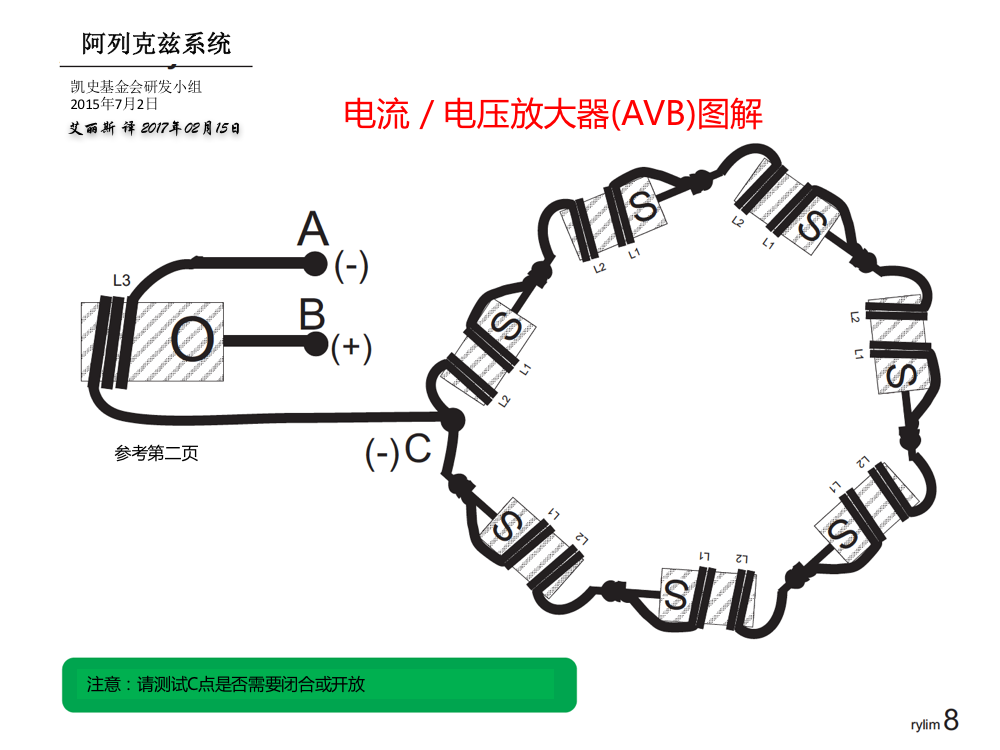 阿列克兹系统
凯史基金会研发小组
2015年7月2日
艾丽斯 译 2017年02月15日
电流 / 电压放大器(AVB)图解
A
(-)
L3
O
B
(+)
参考第二页
(-) C
S
L1
L2
S
L2
L1
S
L2
L1
S
L2
L1
S
L2
L1
S
L1
L2
S
L1
L2
注意：请测试C点是否需要闭合或开放
rylim 8